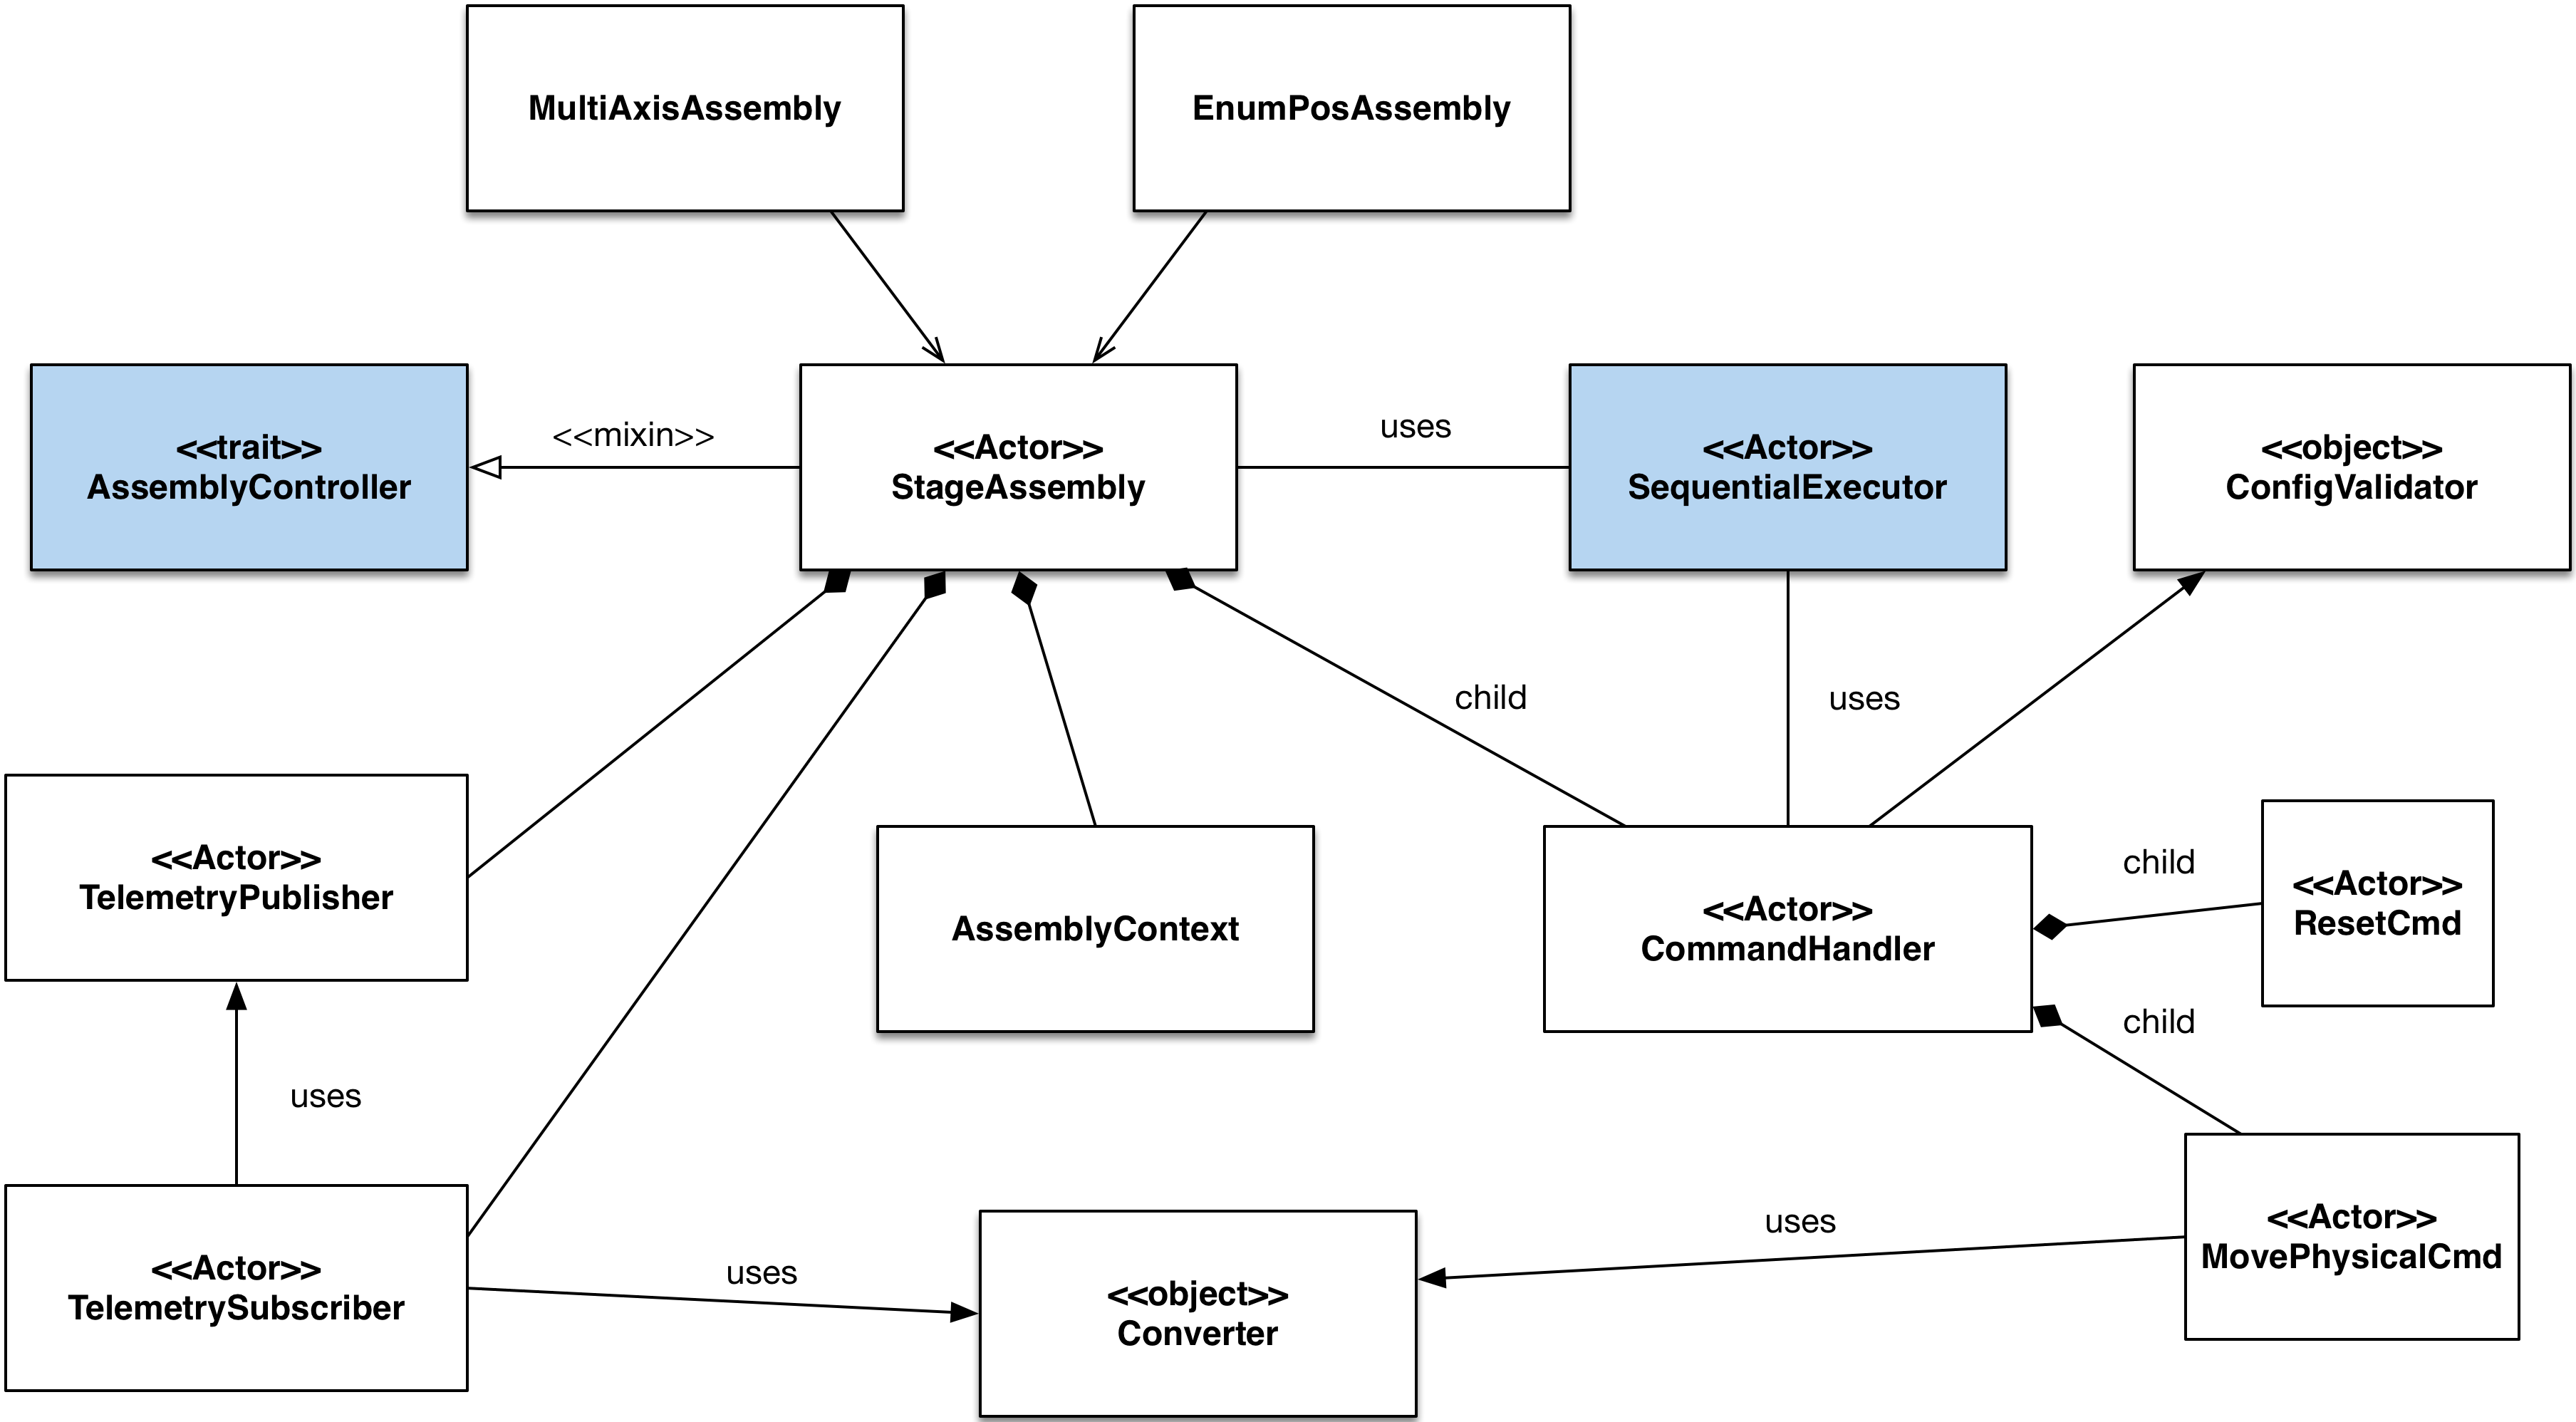 MultiAxisAssembly
EnumPosAssembly
<<trait>>
AssemblyController
<<mixin>>
<<Actor>>
StageAssembly
uses
<<Actor>>
SequentialExecutor
<<object>>
ConfigValidator
child
uses
<<Actor>>
TelemetryPublisher
AssemblyContext
<<Actor>>
CommandHandler
child
<<Actor>>
ResetCmd
child
uses
<<Actor>>
TelemetrySubscriber
uses
<<object>>
Converter
uses
<<Actor>>
MovePhysicalCmd